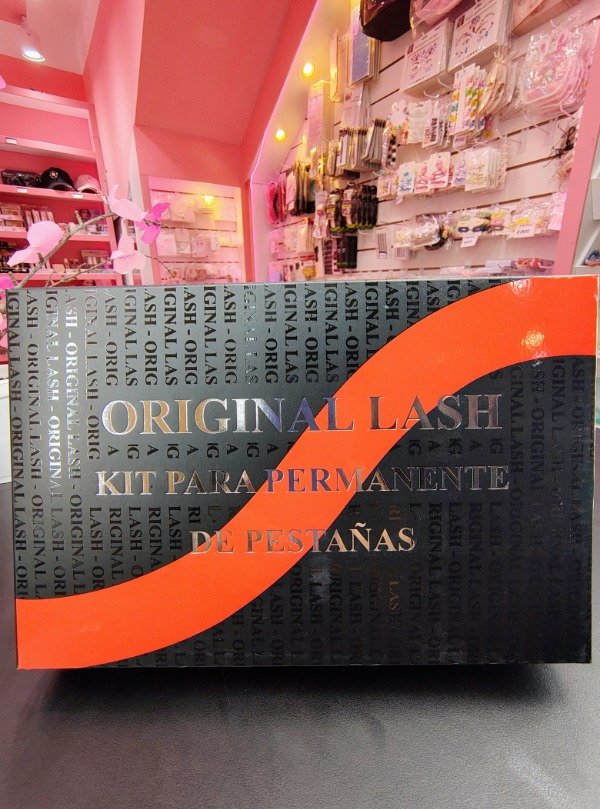 ORIGINAL LASH
KIT PARA PERMANENTE
DE PESTAÑAS